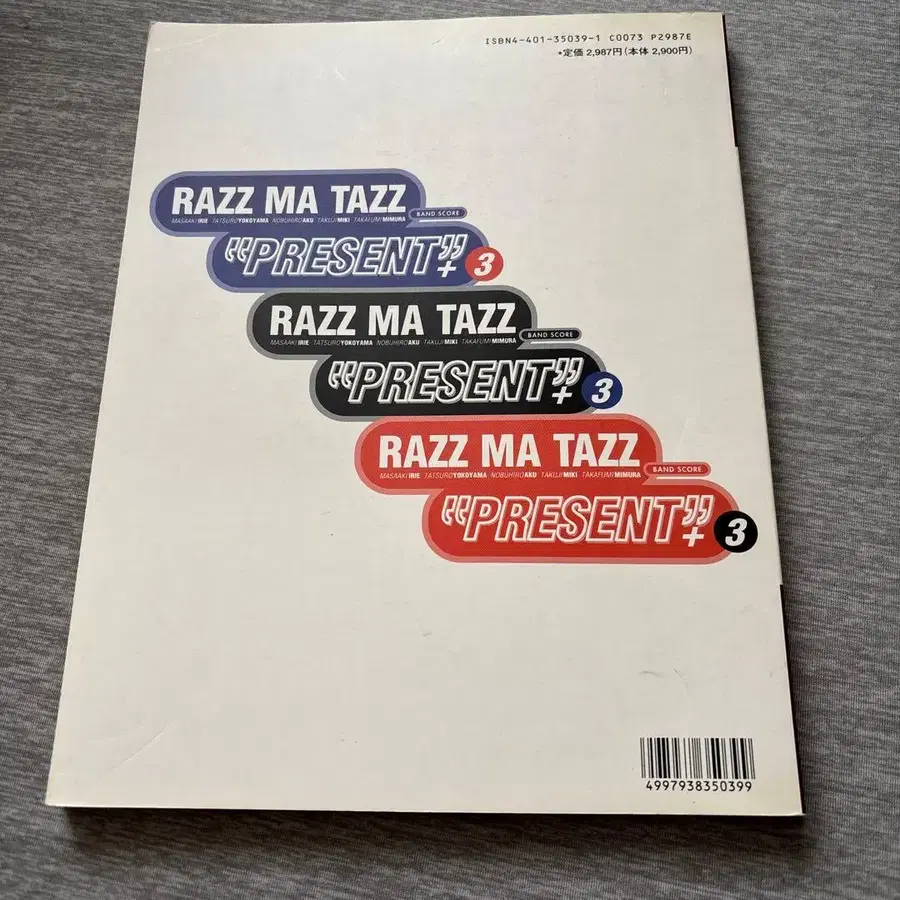 ISBN4-401-35039-1 C0073 P2987E
•定価2,987円(本体2,900円)
RAZZ MA TAZZ
MASAAKI IRIE TATSURO YOKOYAMA NOBUHIRO AKU TAKUJI MIKI TAKAFUMI MIMURA
BAND SCORE
“PRESENT”+3
RAZZ MA TAZZ
MASAAKI IRIE TATSURO YOKOYAMA NOBUHIRO AKU TAKUJI MIKI TAKAFUMI MIMURA
BAND SCORE
“PRESENT”+3
RAZZ MA TAZZ
MASAAKI IRIE TATSURO YOKOYAMA NOBUHIRO AKU TAKUJI MIKI TAKAFUMI MIMURA
BAND SCORE
“PRESENT”+3
4997938350399